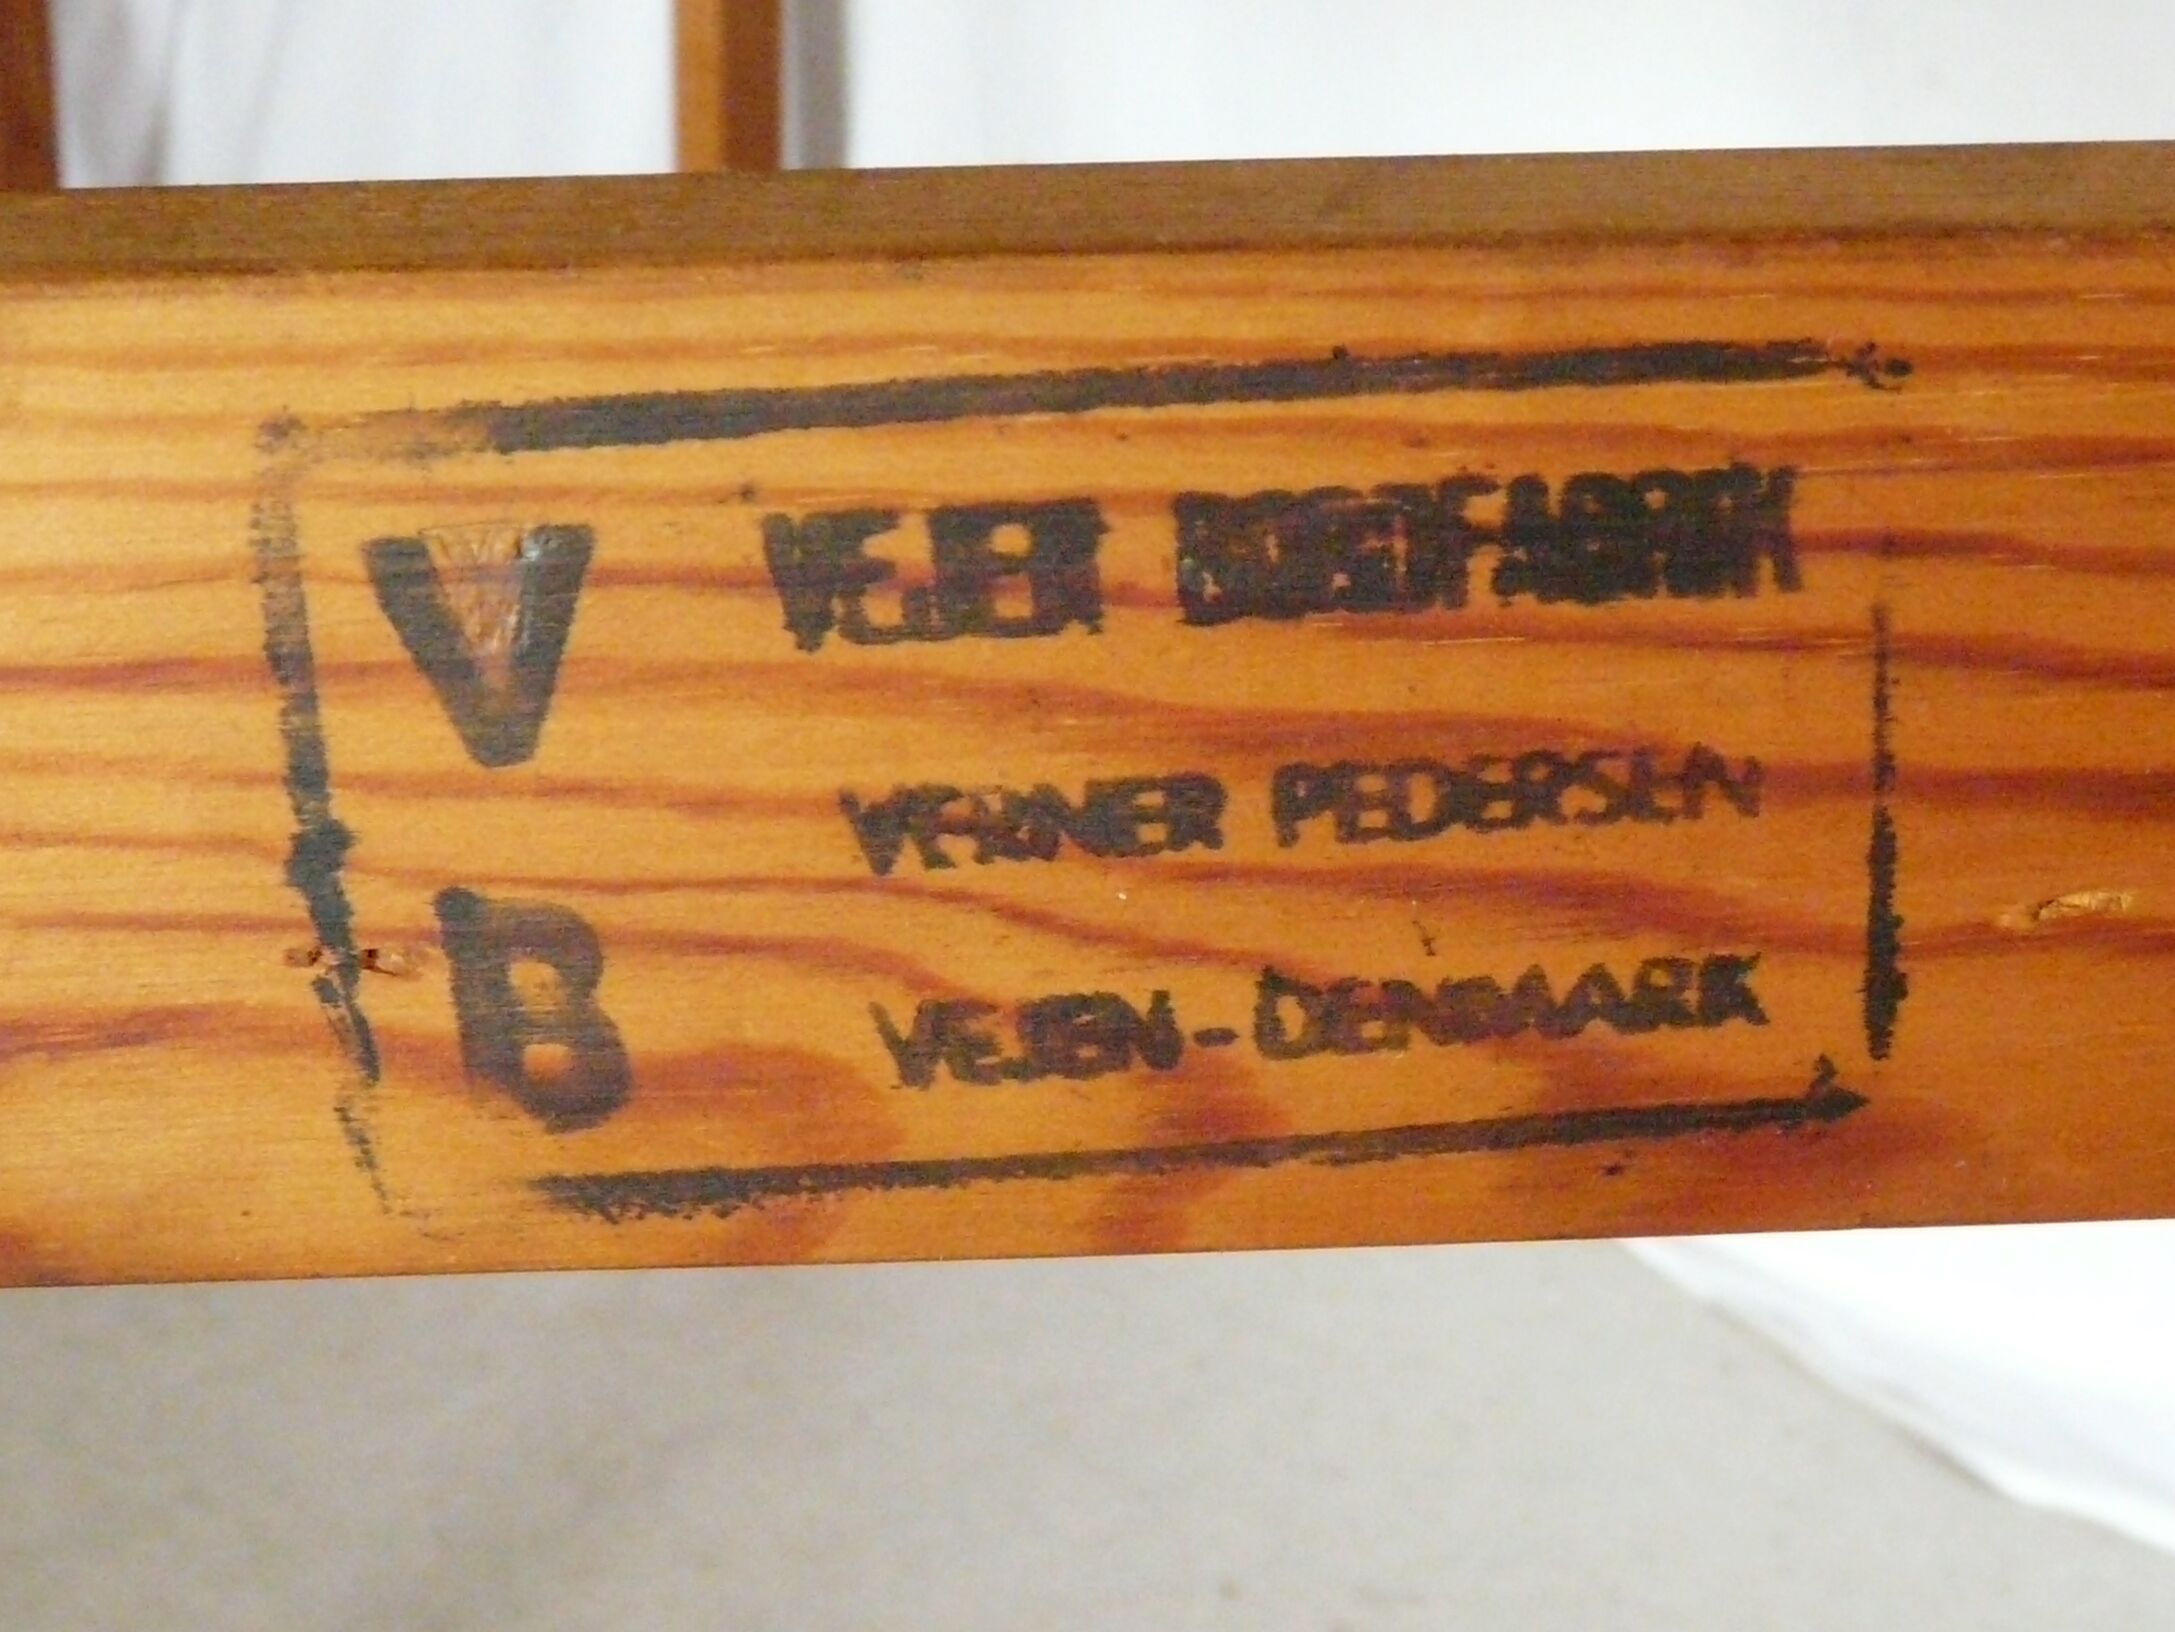 V
VEJEN BORDFABRIK
VERNER PEDERSEN
B
VEJEN-DENMARK